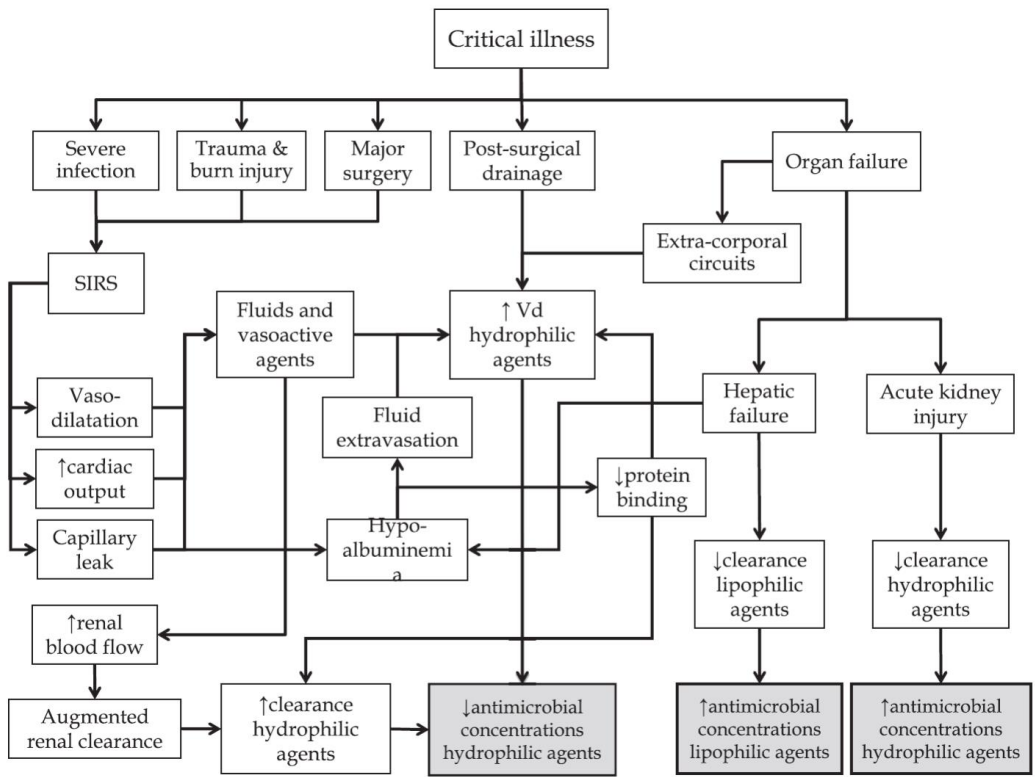 Critical illness
Severe
infection
Trauma &
burn injury
Major
surgery
Post-surgical
drainage
Organ failure
Extra-corporal
circuits
SIRS
Fluids and
vasoactive
agents
↑ Vd
hydrophilic
agents
Vaso-
dilatation
Fluid
extravasation
Hepatic
failure
Acute kidney
injury
↑cardiac
output
↓protein
binding
Capillary
leak
Hypo-
albuminemi
a
↓clearance
lipophilic
agents
↓clearance
hydrophilic
agents
↑renal
blood flow
Augmented
renal clearance
↑clearance
hydrophilic
agents
↓antimicrobial
concentrations
hydrophilic agents
↑antimicrobial
concentrations
lipophilic agents
↑antimicrobial
concentrations
hydrophilic agents